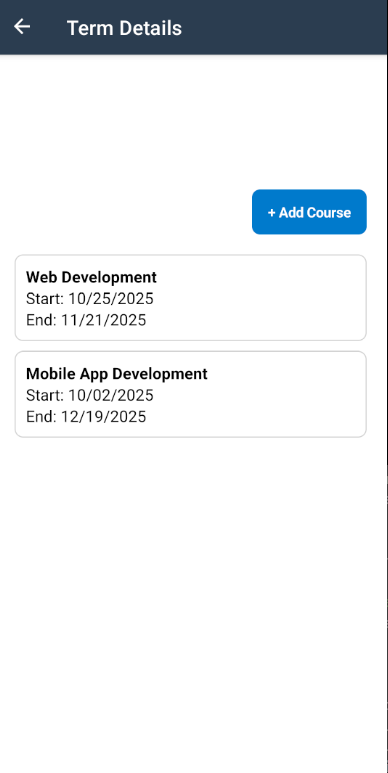 Term Details
+ Add Course
Web Development
Start: 10/25/2025
End: 11/21/2025
Mobile App Development
Start: 10/02/2025
End: 12/19/2025